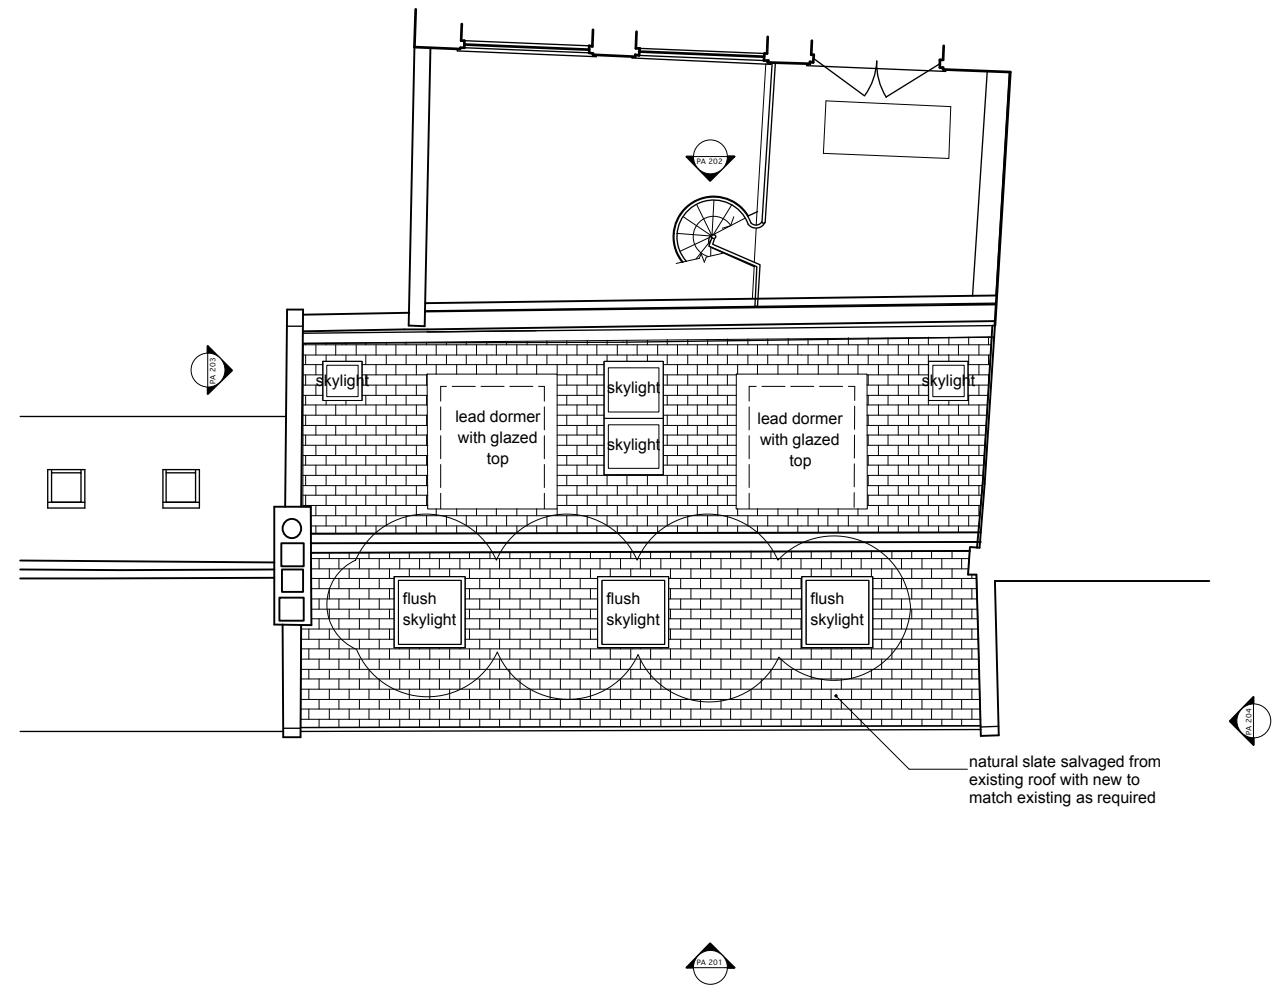 PA 202
PA 203
skylight
skylight
skylight
skylight
lead dormer
with glazed
top
lead dormer
with glazed
top
flush
skylight
flush
skylight
flush
skylight
PA 204
natural slate salvaged from
existing roof with new to
match existing as required
PA 201